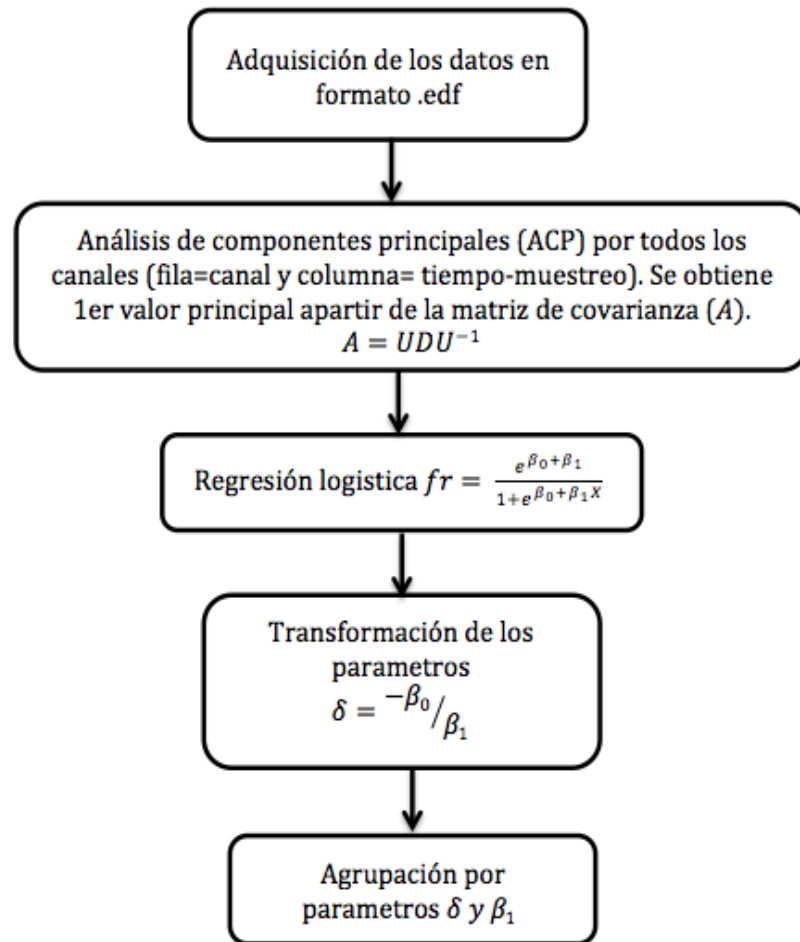 Adquisición de los datos en
formato .edf
Análisis de componentes principales (ACP) por todos los
canales (fila=canal y columna= tiempo-muestreo). Se obtiene
1er valor principal apartir de la matriz de covarianza (A).
A = UDU⁻¹
Regresión logistica fr = e^{β₀+β₁} / 1+e^{β₀+β₁X}
Transformación de los
parametros
δ = −β₀/β₁
Agrupación por
parametros δ y β₁